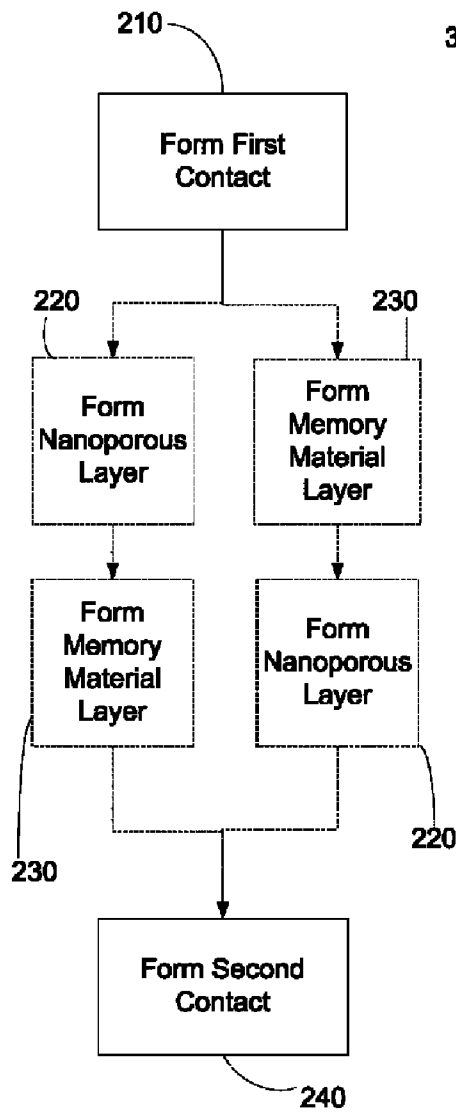 210
3
Form First
Contact
220
230
Form
Nanoporous
Layer
Form
Memory
Material
Layer
Form
Memory
Material
Layer
Form
Nanoporous
Layer
230
220
Form Second
Contact
240